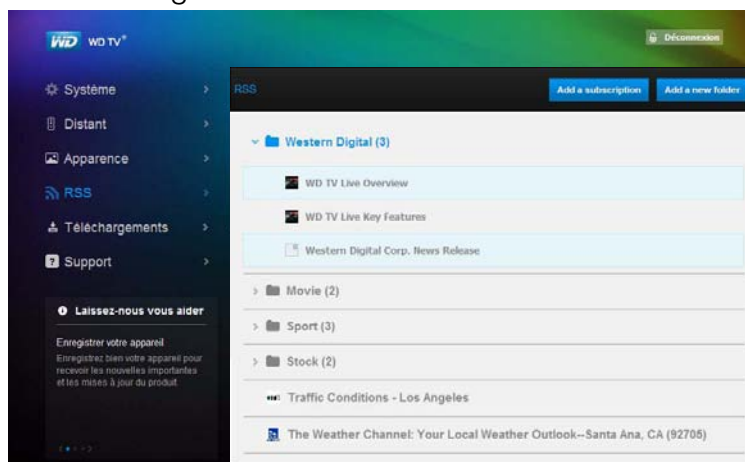 WD WD TV®
Déconnexion
Système
Distant
Apparence
RSS
Téléchargements
Support
Laissez-nous vous aider
Enregistrer votre appareil
Enregistrez bien votre appareil pour
recevoir les nouvelles importantes
et les mises à jour du produit
RSS
Add a subscription
Add a new folder
Western Digital (3)
WD TV Live Overview
WD TV Live Key Features
Western Digital Corp. News Release
Movie (2)
Sport (3)
Stock (2)
Traffic Conditions - Los Angeles
The Weather Channel: Your Local Weather Outlook--Santa Ana, CA (92705)